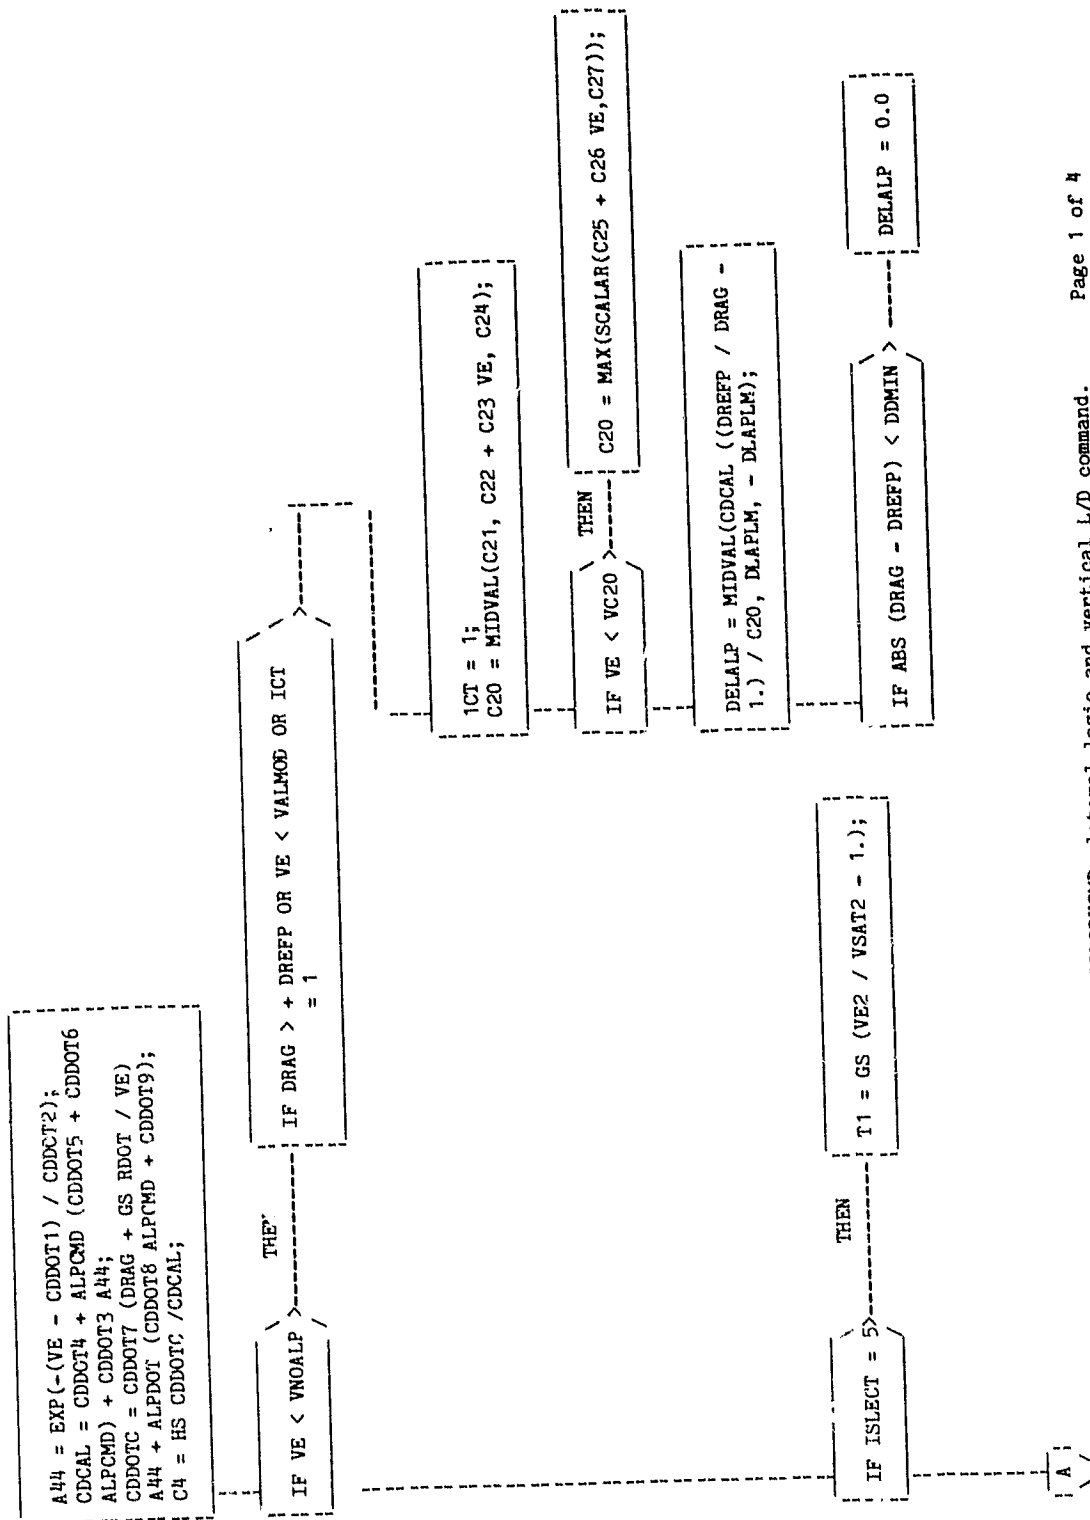 A44 = EXP(-(VE - CDDOT1) / CDDOT2);
CDCAL = CDDOT4 + ALPCMD (CDDOT5 + CDDOT6
ALPCMD) + CDDOT3 A44;
CDDOTC = CDDOT7 (DRAG + GS RDOT / VE)
A44 + ALPDOT (CDDOT8 ALPCMD + CDDOT9);
C4 = HS CDDOTC /CDCAL;
IF VE < VNOALP
THE
IF DRAG > + DREFP OR VE < VALMOD OR ICT
= 1
ICT = 1;
C20 = MIDVAL(C21, C22 + C23 VE, C24);
IF VE < VC20
THEN
C20 = MAX(SCALAR(C25 + C26 VE,C27));
DELALP = MIDVAL(CDCAL ((DREFP / DRAG -
1.) / C20, DLAPLM, - DLAPLM);
IF ABS (DRAG - DREFP) < DDMIN
DELALP = 0.0
IF ISLECT = 5
THEN
T1 = GS (VE2 / VSAT2 - 1.);
A
lateral logic and vertical L/D command. Page 1 of 4